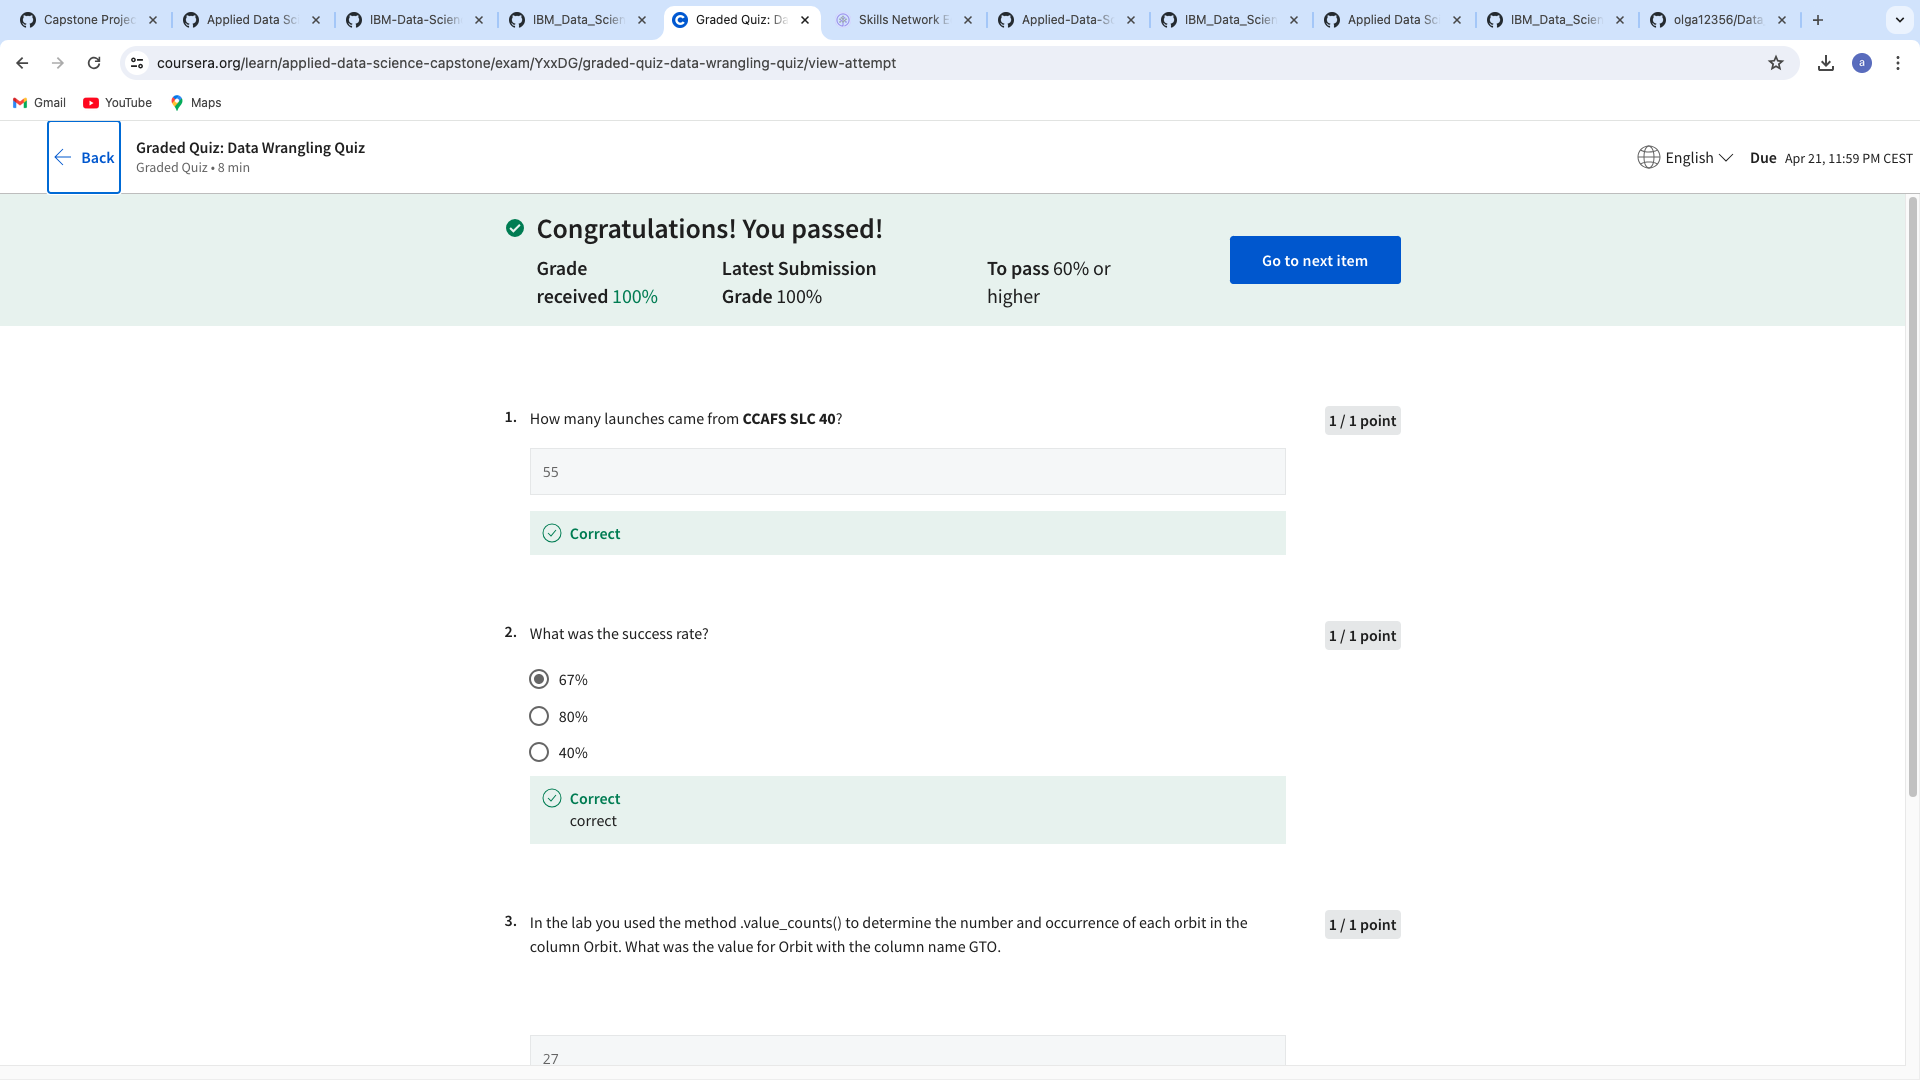 Capstone Projec
Applied Data Sc
IBM-Data-Scien
IBM_Data_Scien
Graded Quiz: Da
Skills Network E
Applied-Data-Sc
IBM_Data_Scien
Applied Data Sc
IBM_Data_Scien
olga12356/Data
coursera.org/learn/applied-data-science-capstone/exam/YxxDG/graded-quiz-data-wrangling-quiz/view-attempt
a
Gmail
YouTube
Maps
Back
Graded Quiz: Data Wrangling Quiz
Graded Quiz • 8 min
English
Due Apr 21, 11:59 PM CEST
Congratulations! You passed!
Grade
received 100%
Latest Submission
Grade 100%
To pass 60% or
higher
Go to next item
1. How many launches came from CCAFS SLC 40?
1 / 1 point
55
Correct
2. What was the success rate?
1 / 1 point
67%
80%
40%
Correct
correct
3. In the lab you used the method .value_counts() to determine the number and occurrence of each orbit in the
column Orbit. What was the value for Orbit with the column name GTO.
1 / 1 point
27